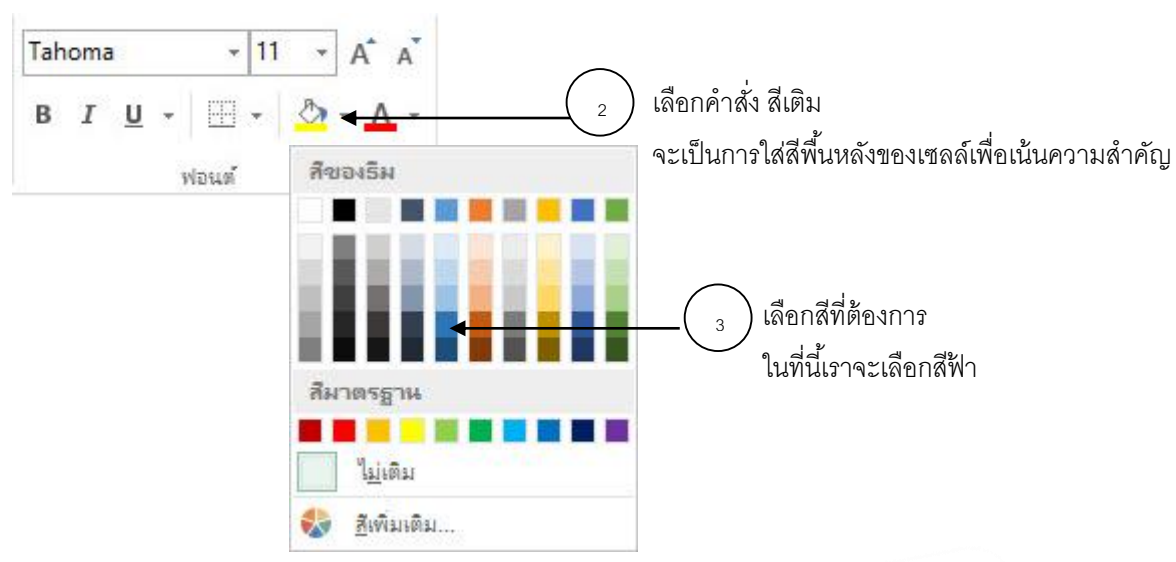 Tahoma 11 A A
B I U A
ฟอนต์
2 เลือกคำสั่ง สีเติม
จะเป็นการใส่สีพื้นหลังของเซลล์เพื่อเน้นความสำคัญ
สีของธีม
3 เลือกสีที่ต้องการ
ในที่นี้เราจะเลือกสีฟ้า
สีมาตรฐาน
ไม่เติม
สีเพิ่มเติม...